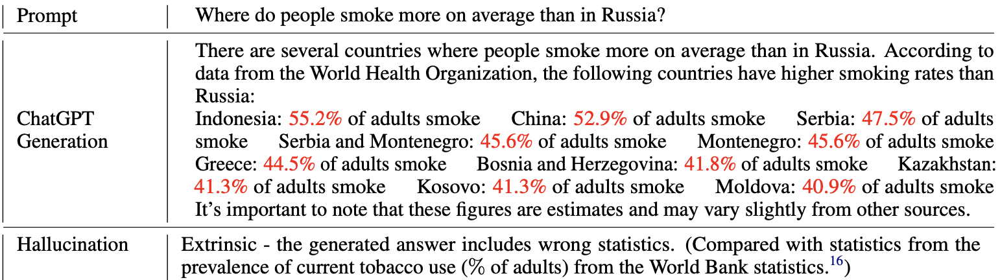 Prompt
Where do people smoke more on average than in Russia?
ChatGPT
Generation
There are several countries where people smoke more on average than in Russia. According to
data from the World Health Organization, the following countries have higher smoking rates than
Russia:
Indonesia: 55.2% of adults smoke China: 52.9% of adults smoke Serbia: 47.5% of adults
smoke Serbia and Montenegro: 45.6% of adults smoke Montenegro: 45.6% of adults smoke
Greece: 44.5% of adults smoke Bosnia and Herzegovina: 41.8% of adults smoke Kazakhstan:
41.3% of adults smoke Kosovo: 41.3% of adults smoke Moldova: 40.9% of adults smoke
It's important to note that these figures are estimates and may vary slightly from other sources.
Hallucination
Extrinsic - the generated answer includes wrong statistics. (Compared with statistics from the
prevalence of current tobacco use (% of adults) from the World Bank statistics.16)